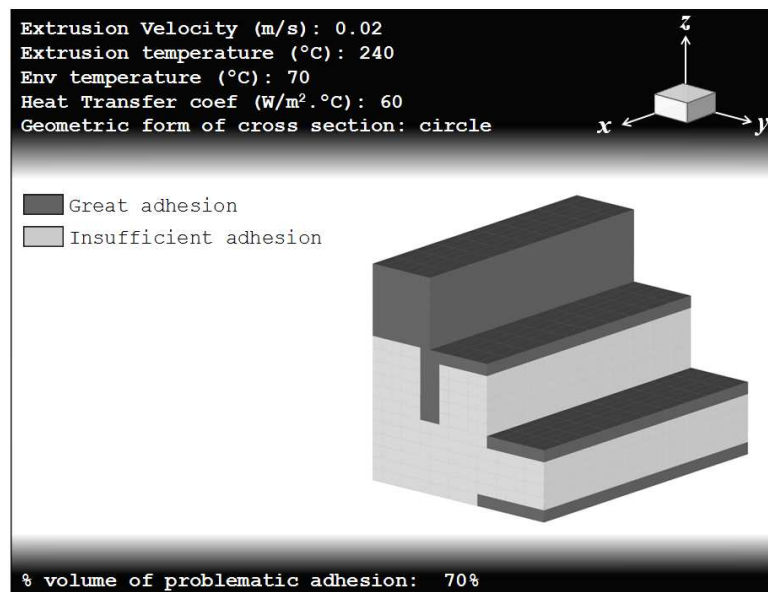 Extrusion Velocity (m/s): 0.02
Extrusion temperature (°C): 240
Env temperature (°C): 70
Heat Transfer coef (W/m².°C): 60
Geometric form of cross section: circle
z
x
y
Great adhesion
Insufficient adhesion
% volume of problematic adhesion: 70%